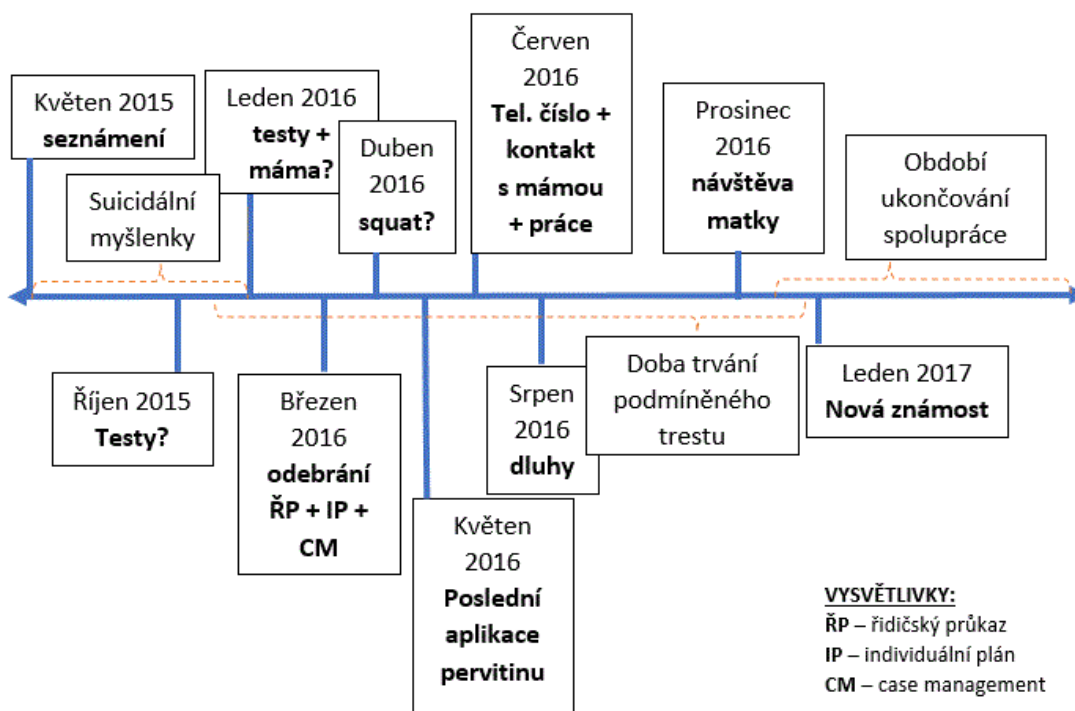 Květen 2015
seznámení
Suicidální
myšlenky
Leden 2016
testy +
máma?
Duben
2016
squat?
Červen
2016
Tel. číslo +
kontakt
s mámou
+ práce
Prosinec
2016
návštěva
matky
Období
ukončování
spolupráce
Říjen 2015
Testy?
Březen
2016
odebrání
ŘP + IP +
CM
Květen
2016
Poslední
aplikace
pervitinu
Srpen
2016
dluhy
Doba trvání
podmíněného
trestu
Leden 2017
Nová známost
VYSVĚTLIVKY:
ŘP – řidičský průkaz
IP – individuální plán
CM – case management